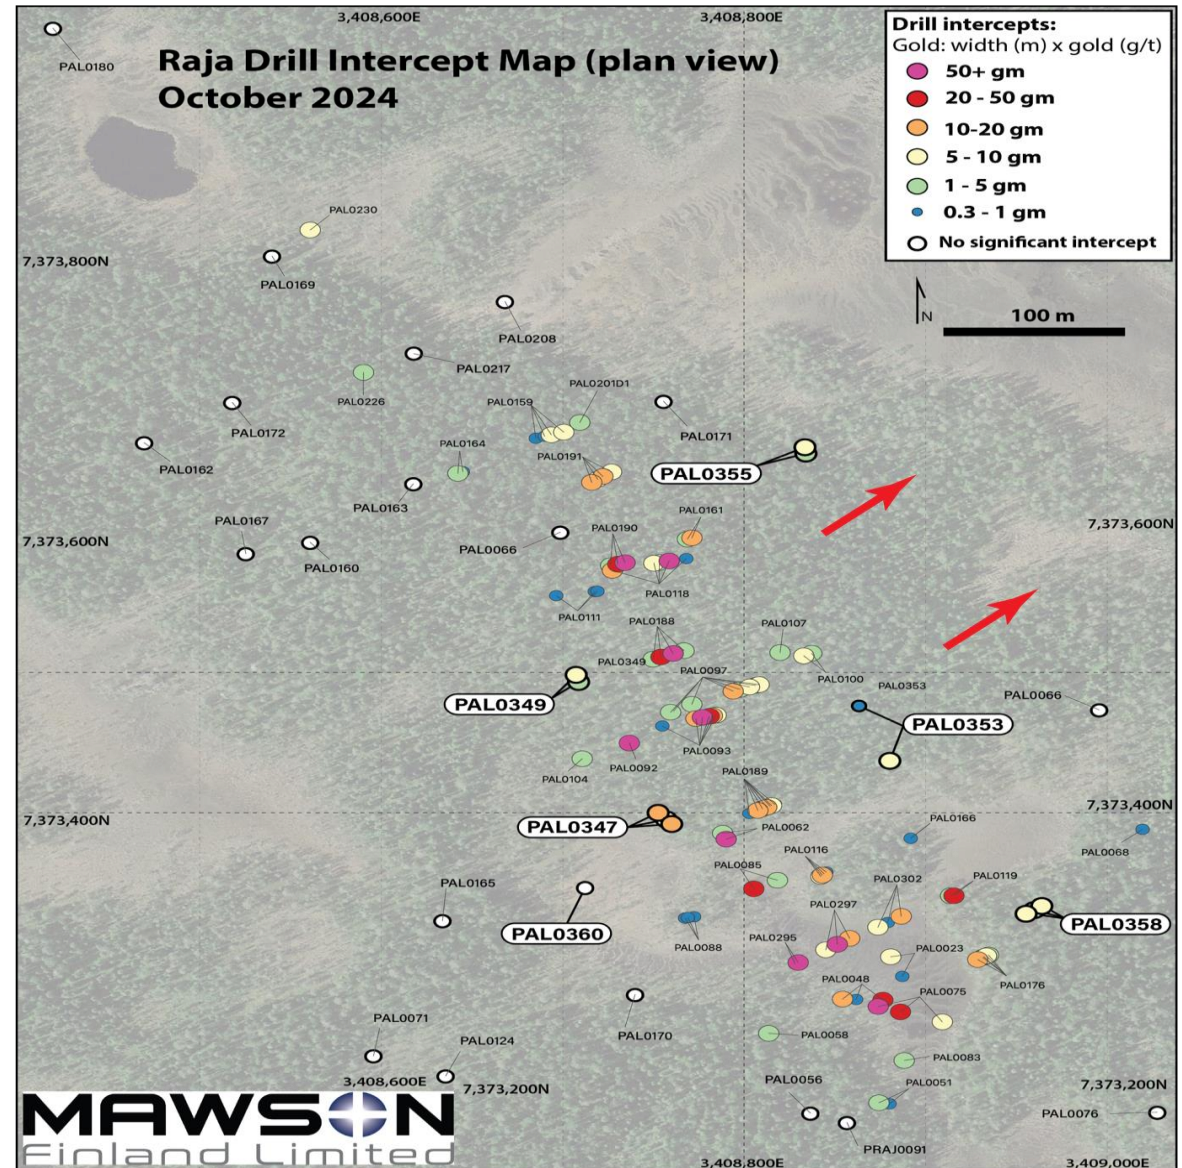 3,408,600E
3,408,800E
Raja Drill Intercept Map (plan view)
October 2024
Drill intercepts:
Gold: width (m) x gold (g/t)
50+ gm
20 - 50 gm
10-20 gm
5 - 10 gm
1 - 5 gm
0.3 - 1 gm
No significant intercept
N
100 m
PAL0180
PAL0230
7,373,800N
PAL0169
PAL0208
PAL0217
PAL0226
PAL0201D1
PAL0159
PAL0172
PAL0171
PAL0162
PAL0164
PAL0191
PAL0355
PAL0163
PAL0161
PAL0167
7,373,600N
PAL0190
7,373,600N
PAL0066
PAL0160
PAL0118
PAL0111
PAL0188
PAL0107
PAL0349
PAL0097
PAL0100
PAL0353
PAL0066
PAL0349
PAL0353
PAL0093
PAL0092
PAL0104
PAL0189
7,373,400N
7,373,400N
PAL0347
PAL0062
PAL0166
PAL0068
PAL0116
PAL0085
PAL0165
PAL0302
PAL0119
PAL0297
PAL0358
PAL0360
PAL0295
PAL0088
PAL0023
PAL0048
PAL0176
PAL0075
PAL0071
PAL0170
PAL0058
PAL0124
PAL0083
3,408,600E
7,373,200N
PAL0056
PAL0051
7,373,200N
PAL0076
PRAJ0091
3,408,800E
3,409,000E
MAWSON
Finland Limited